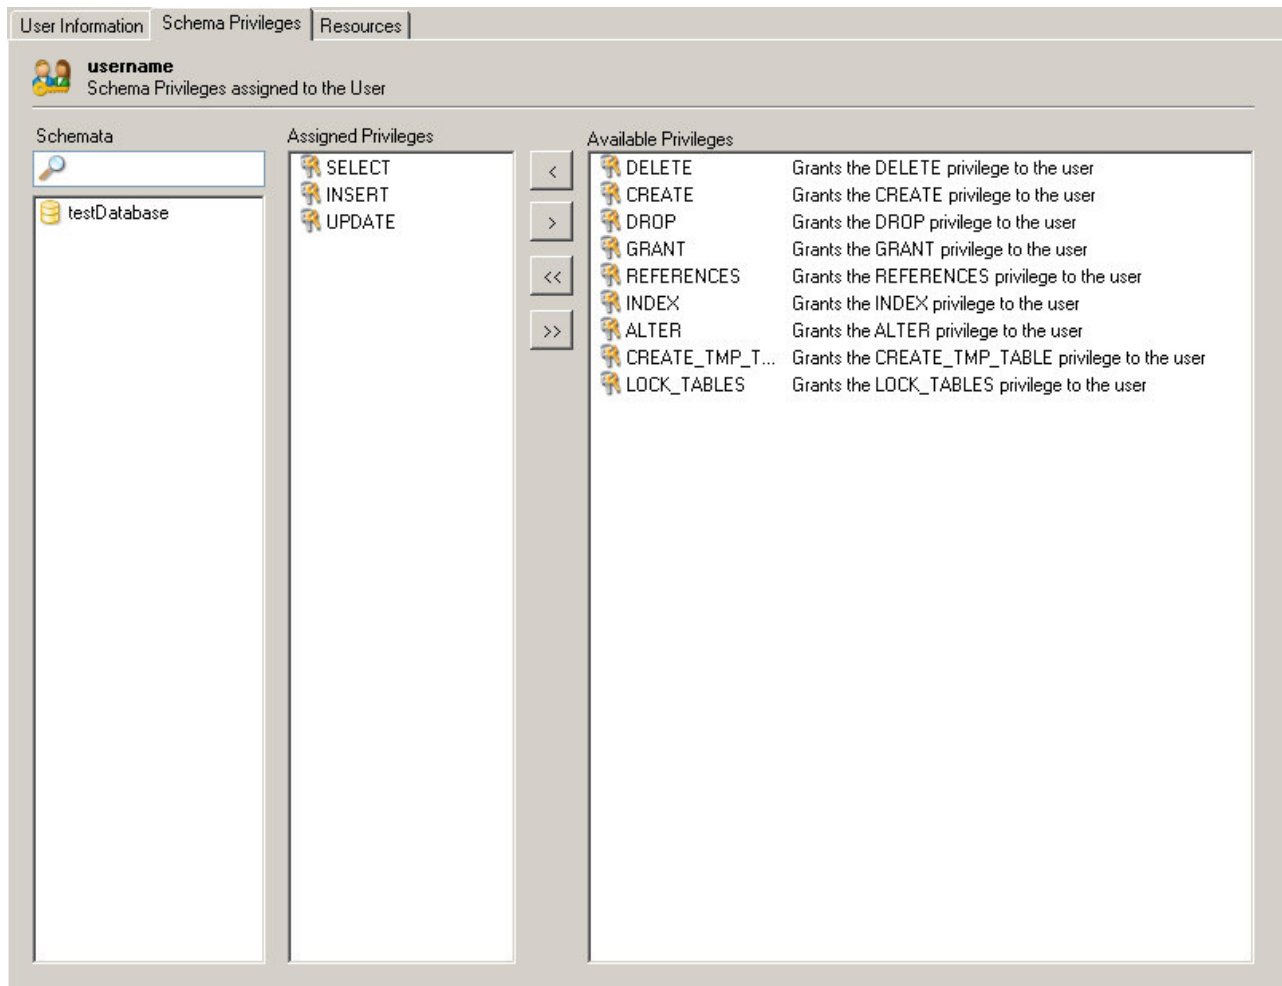 User Information Schema Privileges Resources
username
Schema Privileges assigned to the User
Schemata
testDatabase
Assigned Privileges
SELECT
INSERT
UPDATE
<
>
<<
>>
Available Privileges
DELETE Grants the DELETE privilege to the user
CREATE Grants the CREATE privilege to the user
DROP Grants the DROP privilege to the user
GRANT Grants the GRANT privilege to the user
REFERENCES Grants the REFERENCES privilege to the user
INDEX Grants the INDEX privilege to the user
ALTER Grants the ALTER privilege to the user
CREATE_TMP_T... Grants the CREATE_TMP_TABLE privilege to the user
LOCK_TABLES Grants the LOCK_TABLES privilege to the user